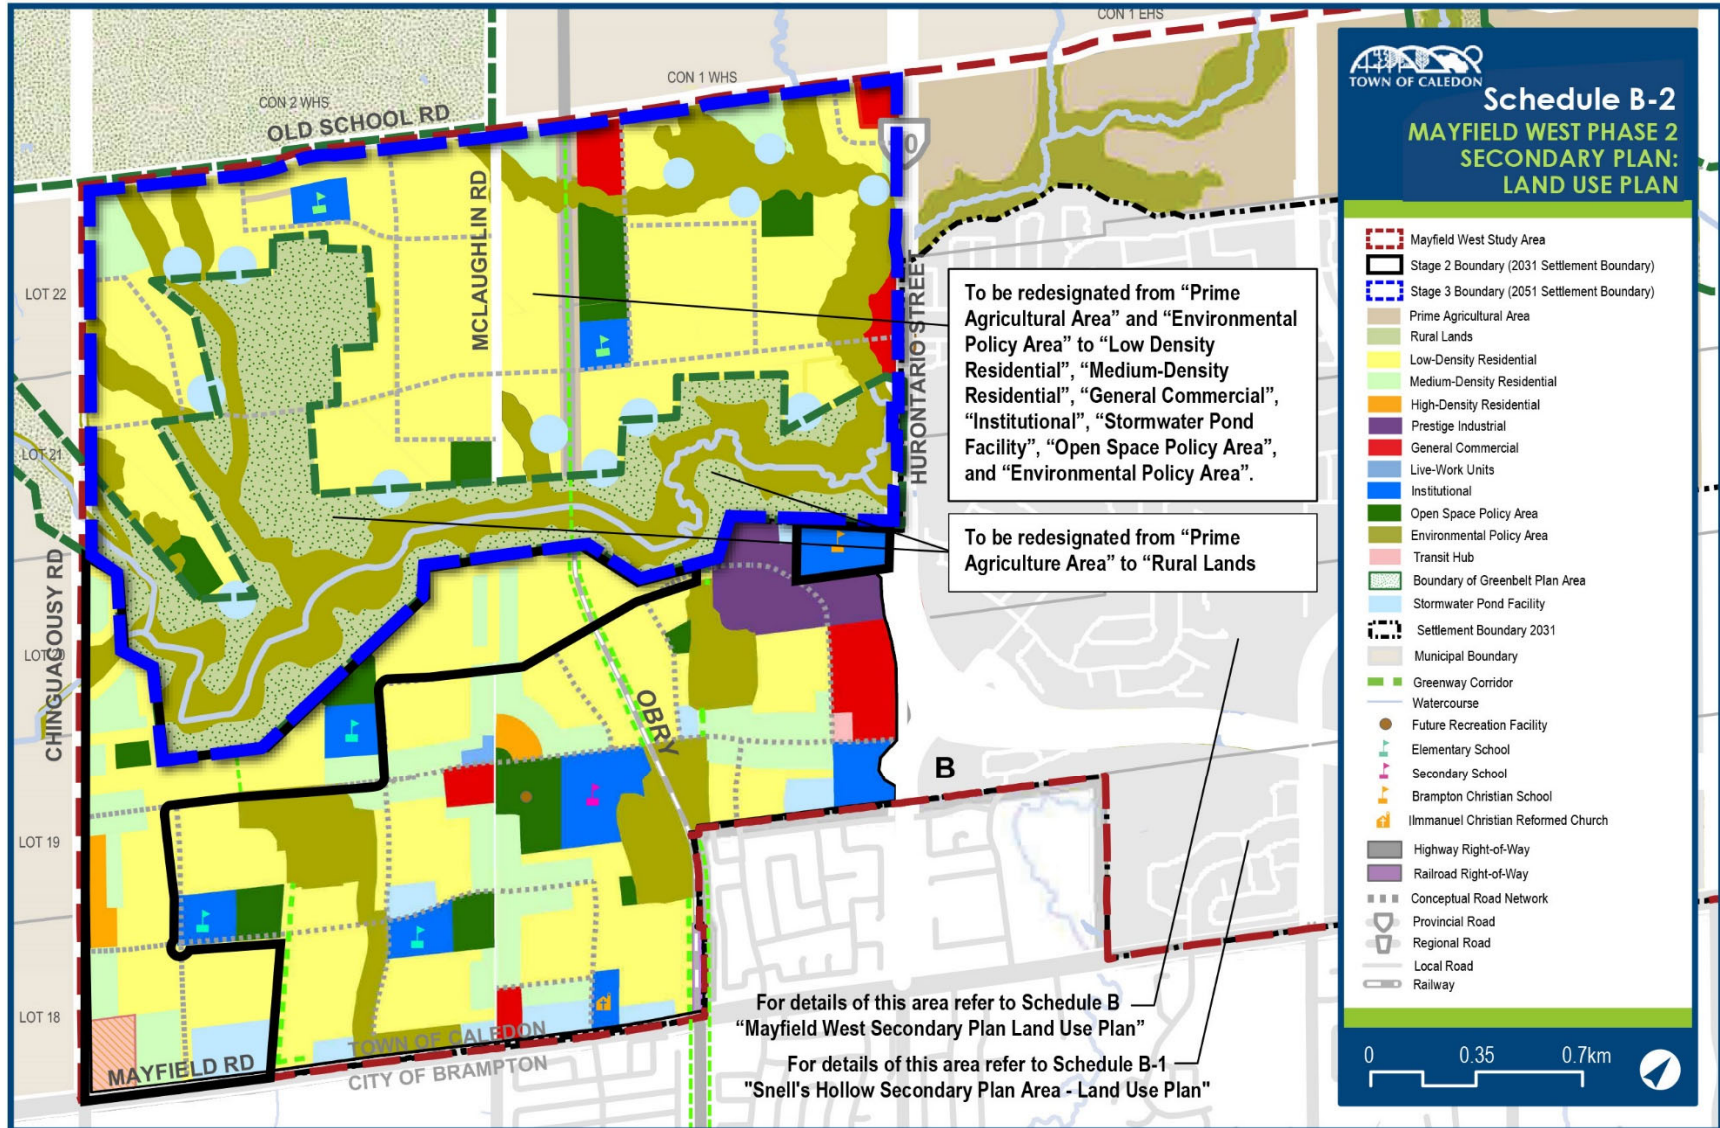 CON 1 EHS
CON 1 WHS
CON 2 WHS
OLD SCHOOL RD
MCLAUGHLIN RD
HURONTARIO STREET
CHINGUACOUSY RD
LOT 22
LOT 21
LOT 20
LOT 19
LOT 18
0
To be redesignated from “Prime
Agricultural Area” and “Environmental
Policy Area” to “Low Density
Residential”, “Medium-Density
Residential”, “General Commercial”,
“Institutional”, “Stormwater Pond
Facility”, “Open Space Policy Area”,
and “Environmental Policy Area”.
To be redesignated from “Prime
Agriculture Area” to “Rural Lands
OBRY
B
For details of this area refer to Schedule B
“Mayfield West Secondary Plan Land Use Plan”
For details of this area refer to Schedule B-1
"Snell's Hollow Secondary Plan Area - Land Use Plan"
MAYFIELD RD
TOWN OF CALEDON
CITY OF BRAMPTON
TOWN OF CALEDON
Schedule B-2
MAYFIELD WEST PHASE 2
SECONDARY PLAN:
LAND USE PLAN
Mayfield West Study Area
Stage 2 Boundary (2031 Settlement Boundary)
Stage 3 Boundary (2051 Settlement Boundary)
Prime Agricultural Area
Rural Lands
Low-Density Residential
Medium-Density Residential
High-Density Residential
Prestige Industrial
General Commercial
Live-Work Units
Institutional
Open Space Policy Area
Environmental Policy Area
Transit Hub
Boundary of Greenbelt Plan Area
Stormwater Pond Facility
Settlement Boundary 2031
Municipal Boundary
Greenway Corridor
Watercourse
Future Recreation Facility
Elementary School
Secondary School
Brampton Christian School
IImmanuel Christian Reformed Church
Highway Right-of-Way
Railroad Right-of-Way
Conceptual Road Network
Provincial Road
Regional Road
Local Road
Railway
0 0.35 0.7km